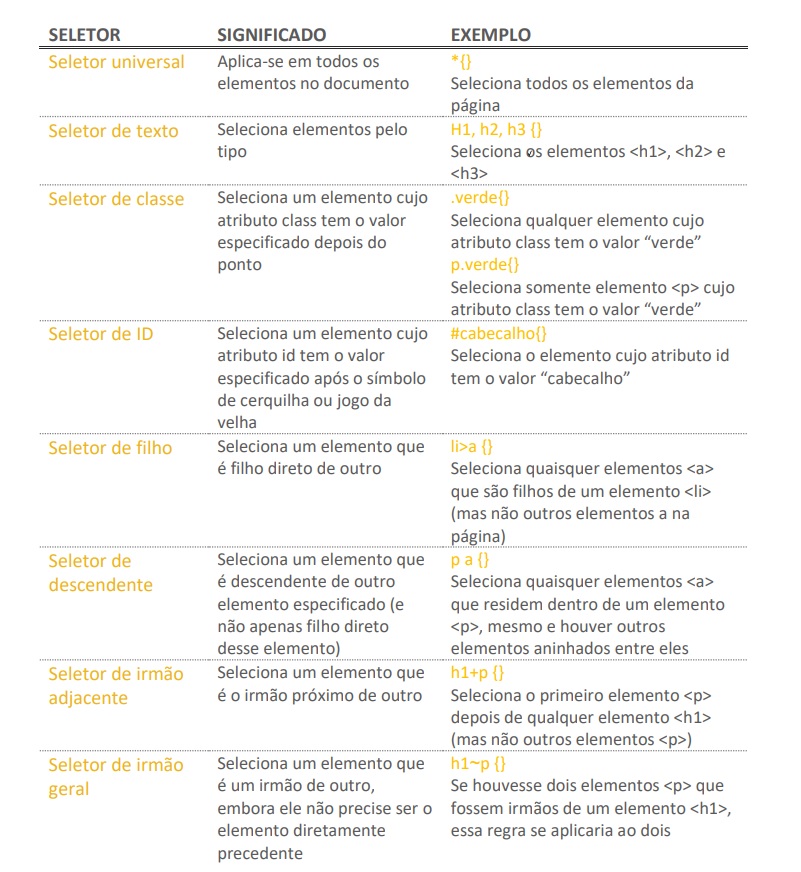 SELETOR SIGNIFICADO EXEMPLO
Seletor universal
Aplica-se em todos os
elementos no documento
*{}
Seleciona todos os elementos da
página
Seletor de texto
Seleciona elementos pelo
tipo
H1, h2, h3 {}
Seleciona os elementos <h1>, <h2> e
<h3>
Seletor de classe
Seleciona um elemento cujo
atributo class tem o valor
especificado depois do
ponto
.verde{}
Seleciona qualquer elemento cujo
atributo class tem o valor “verde”
p.verde{}
Seleciona somente elemento <p> cujo
atributo class tem o valor “verde”
Seletor de ID
Seleciona um elemento cujo
atributo id tem o valor
especificado após o símbolo
de cerquilha ou jogo da
velha
#cabecalho{}
Seleciona o elemento cujo atributo id
tem o valor “cabecalho”
Seletor de filho
Seleciona um elemento que
é filho direto de outro
li>a {}
Seleciona quaisquer elementos <a>
que são filhos de um elemento <li>
(mas não outros elementos a na
página)
Seletor de
descendente
Seleciona um elemento que
é descendente de outro
elemento especificado (e
não apenas filho direto
desse elemento)
p a {}
Seleciona quaisquer elementos <a>
que residem dentro de um elemento
<p>, mesmo e houver outros
elementos aninhados entre eles
Seletor de irmão
adjacente
Seleciona um elemento que
é o irmão próximo de outro
h1+p {}
Seleciona o primeiro elemento <p>
depois de qualquer elemento <h1>
(mas não outros elementos <p>)
Seletor de irmão
geral
Seleciona um elemento que
é um irmão de outro,
embora ele não precise ser o
elemento diretamente
precedente
h1~p {}
Se houvesse dois elementos <p> que
fossem irmãos de um elemento <h1>,
essa regra se aplicaria ao dois